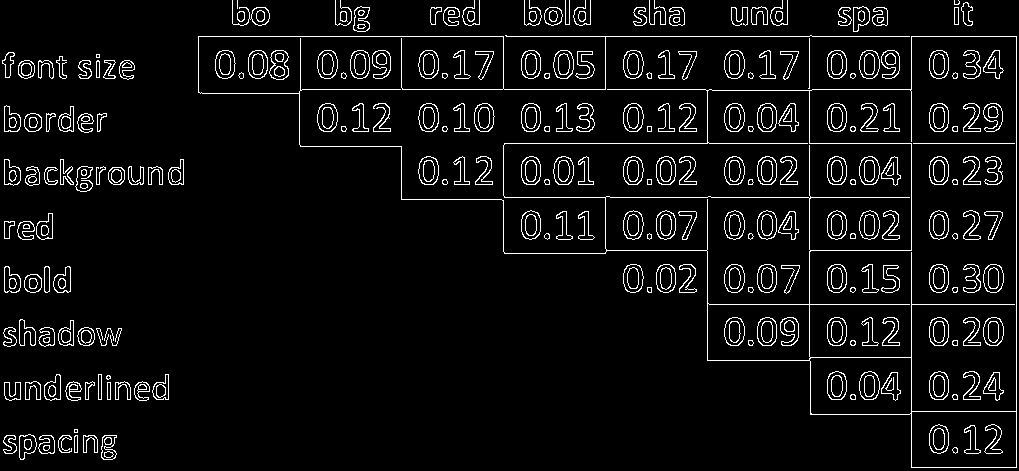 bo bg red bold sha und spa it
font size 0.08 0.09 0.17 0.05 0.17 0.17 0.09 0.34
border 0.12 0.10 0.13 0.12 0.04 0.21 0.29
background 0.12 0.01 0.02 0.02 0.04 0.23
red 0.11 0.07 0.04 0.02 0.27
bold 0.02 0.07 0.15 0.30
shadow 0.09 0.12 0.20
underlined 0.04 0.24
spacing 0.12